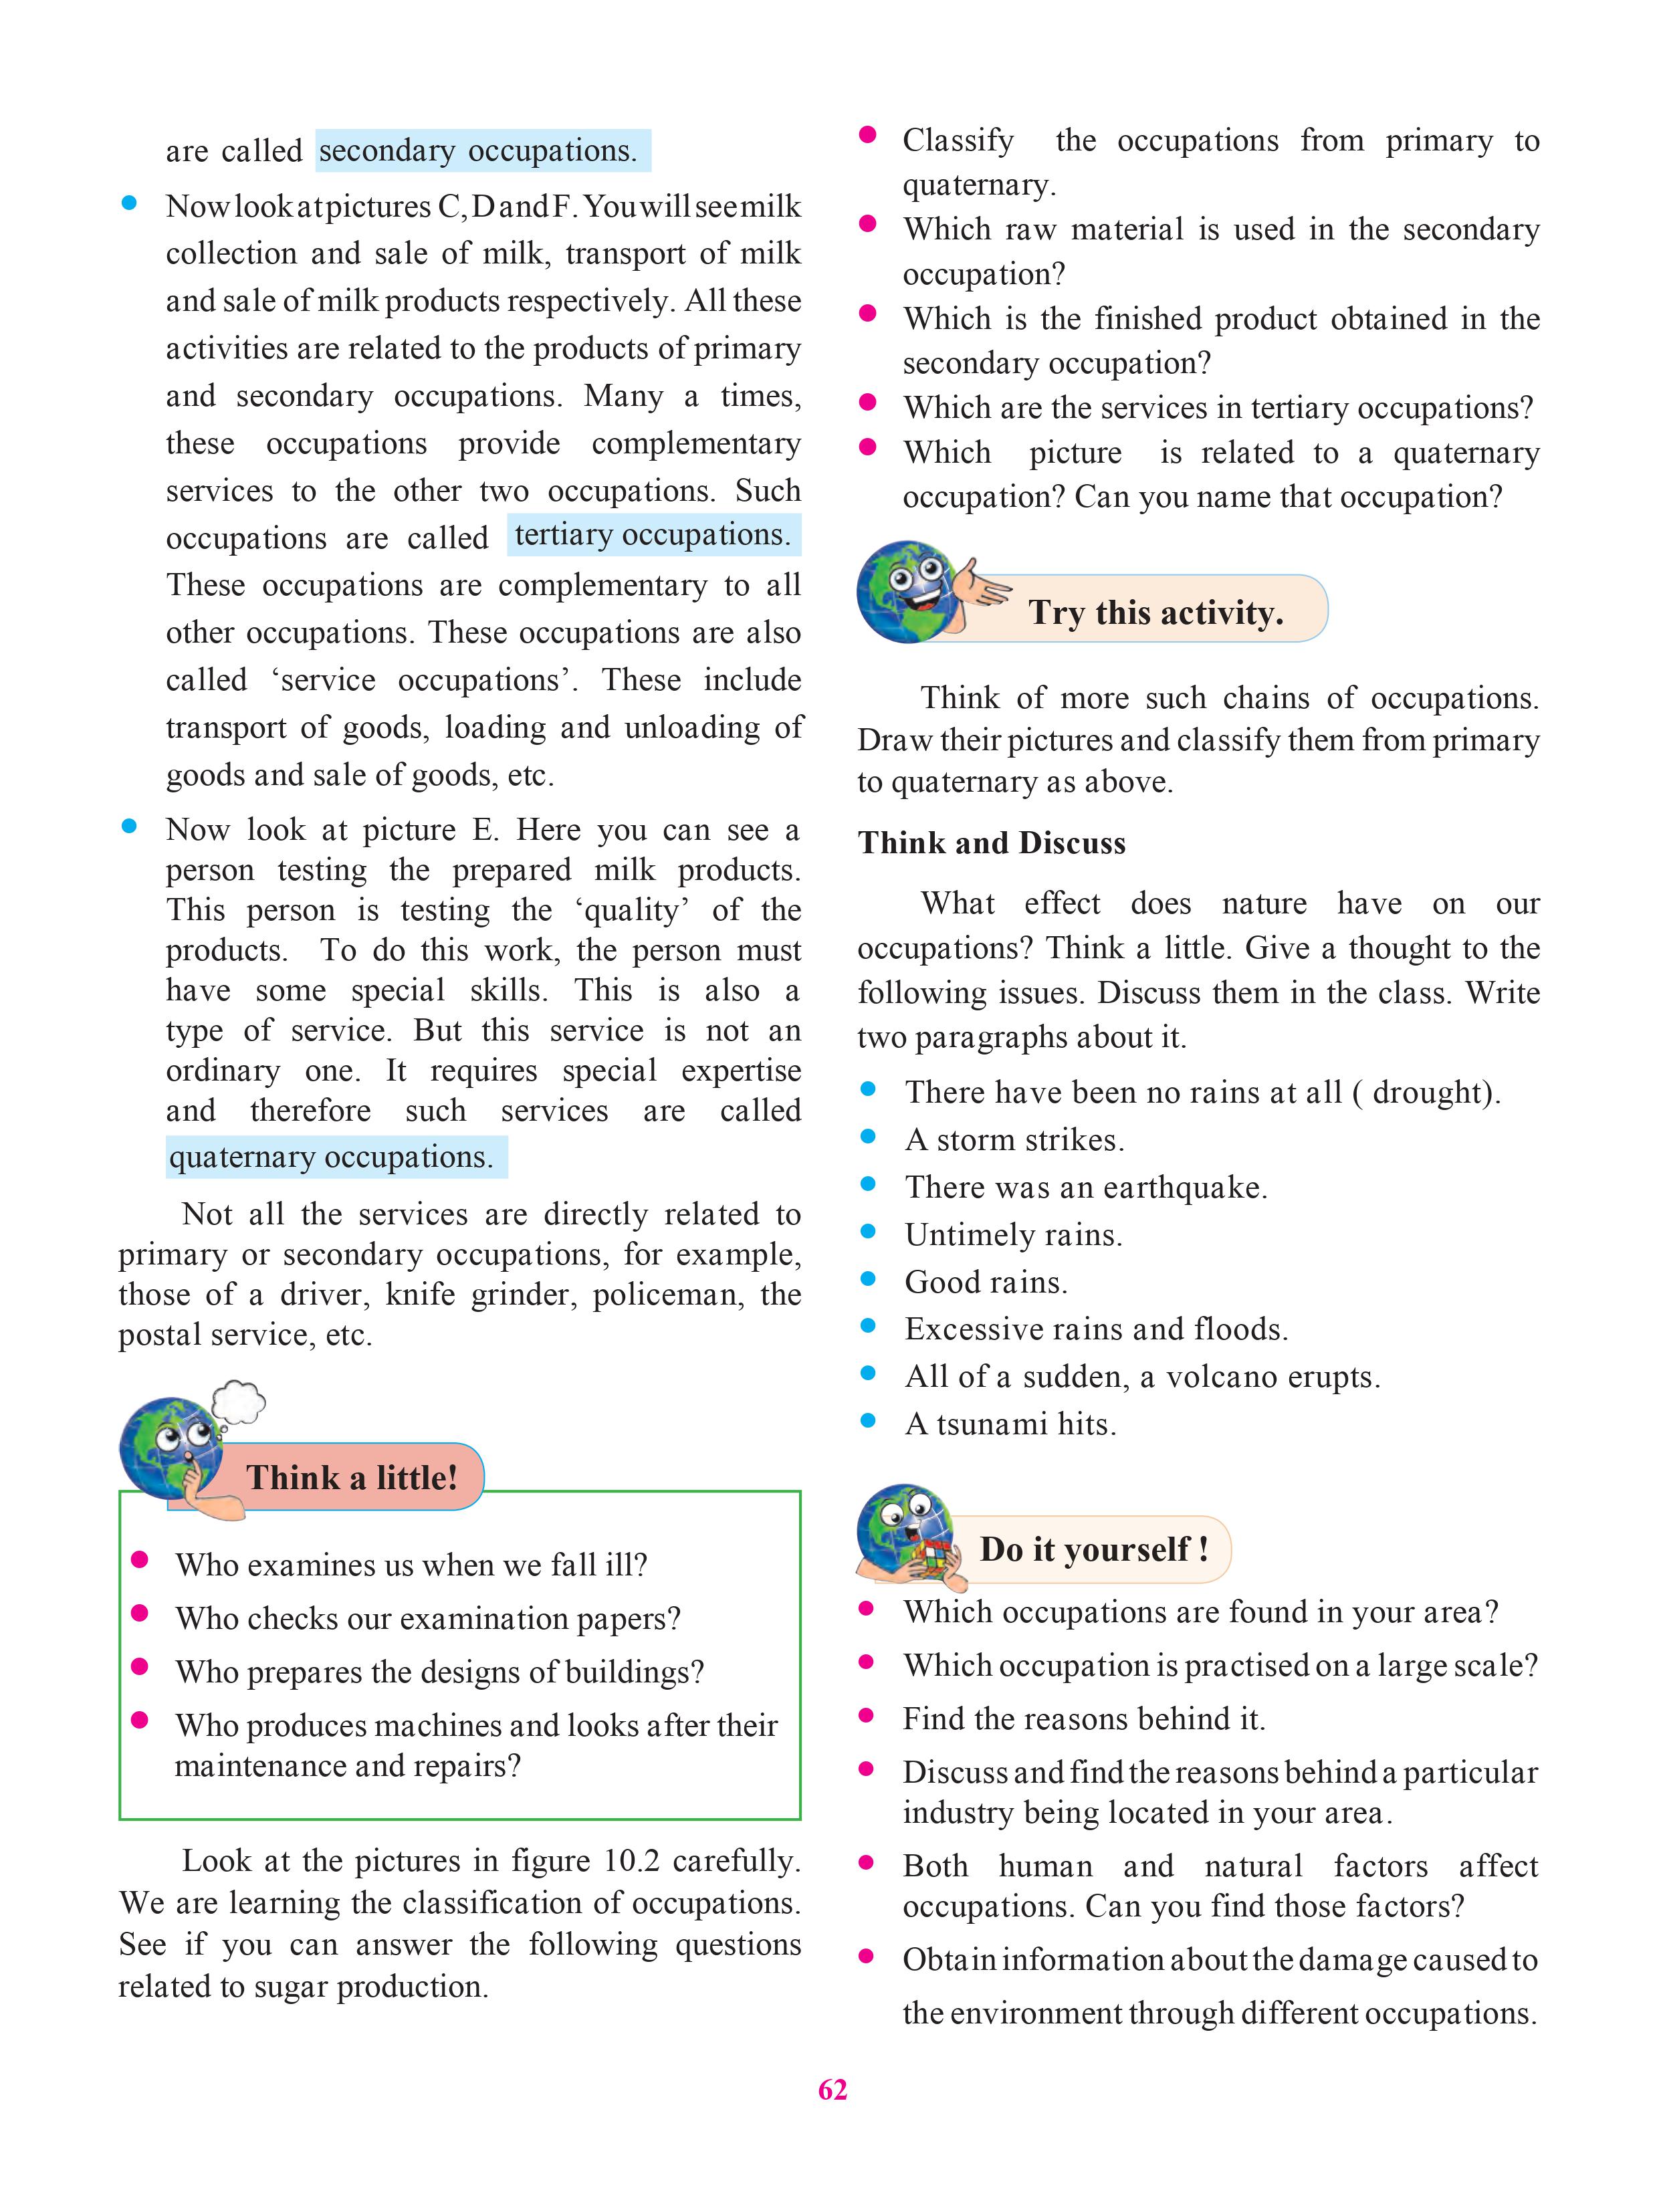 are called secondary occupations.
Now look at pictures C, D and F. You will see milk
collection and sale of milk, transport of milk
and sale of milk products respectively. All these
activities are related to the products of primary
and secondary occupations. Many a times,
these occupations provide complementary
services to the other two occupations. Such
occupations are called tertiary occupations.
These occupations are complementary to all
other occupations. These occupations are also
called ‘service occupations’. These include
transport of goods, loading and unloading of
goods and sale of goods, etc.
Now look at picture E. Here you can see a
person testing the prepared milk products.
This person is testing the ‘quality’ of the
products. To do this work, the person must
have some special skills. This is also a
type of service. But this service is not an
ordinary one. It requires special expertise
and therefore such services are called
quaternary occupations.
Not all the services are directly related to
primary or secondary occupations, for example,
those of a driver, knife grinder, policeman, the
postal service, etc.
Think a little!
Who examines us when we fall ill?
Who checks our examination papers?
Who prepares the designs of buildings?
Who produces machines and looks after their
maintenance and repairs?
Look at the pictures in figure 10.2 carefully.
We are learning the classification of occupations.
See if you can answer the following questions
related to sugar production.
Classify the occupations from primary to
quaternary.
Which raw material is used in the secondary
occupation?
Which is the finished product obtained in the
secondary occupation?
Which are the services in tertiary occupations?
Which picture is related to a quaternary
occupation? Can you name that occupation?
Try this activity.
Think of more such chains of occupations.
Draw their pictures and classify them from primary
to quaternary as above.
Think and Discuss
What effect does nature have on our
occupations? Think a little. Give a thought to the
following issues. Discuss them in the class. Write
two paragraphs about it.
There have been no rains at all ( drought).
A storm strikes.
There was an earthquake.
Untimely rains.
Good rains.
Excessive rains and floods.
All of a sudden, a volcano erupts.
A tsunami hits.
Do it yourself !
Which occupations are found in your area?
Which occupation is practised on a large scale?
Find the reasons behind it.
Discuss and find the reasons behind a particular
industry being located in your area.
Both human and natural factors affect
occupations. Can you find those factors?
Obtain information about the damage caused to
the environment through different occupations.
62